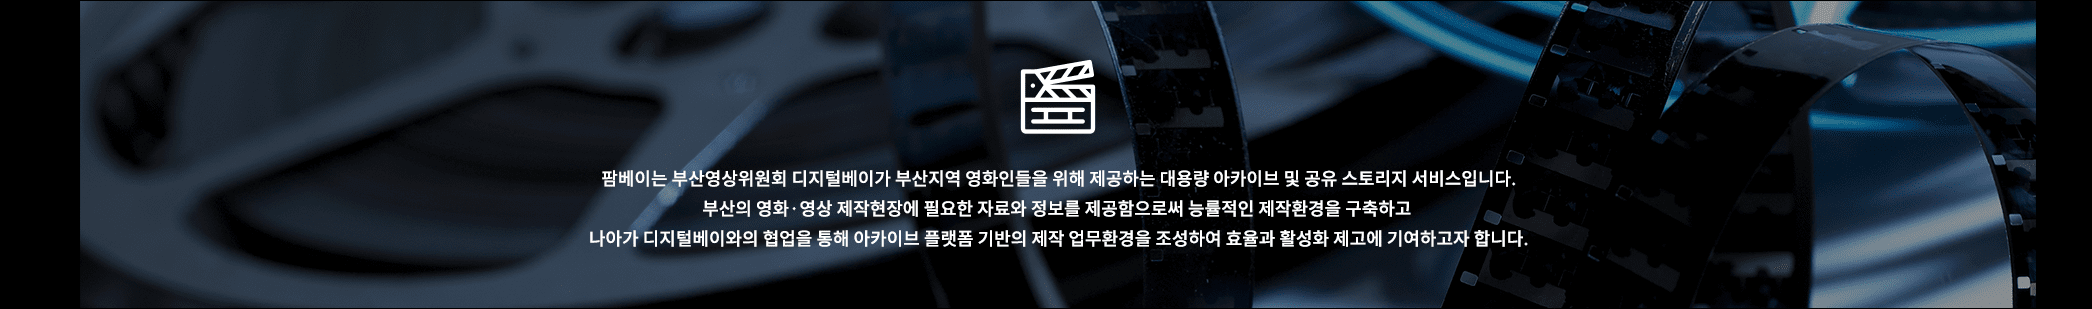 팜베이는 부산영상위원회 디지털베이가 부산지역 영화인들을 위해 제공하는 대용량 아카이브 및 공유 스토리지 서비스입니다.
부산의 영화·영상 제작현장에 필요한 자료와 정보를 제공함으로써 능률적인 제작환경을 구축하고
나아가 디지털베이와의 협업을 통해 아카이브 플랫폼 기반의 제작 업무환경을 조성하여 효율과 활성화 제고에 기여하고자 합니다.